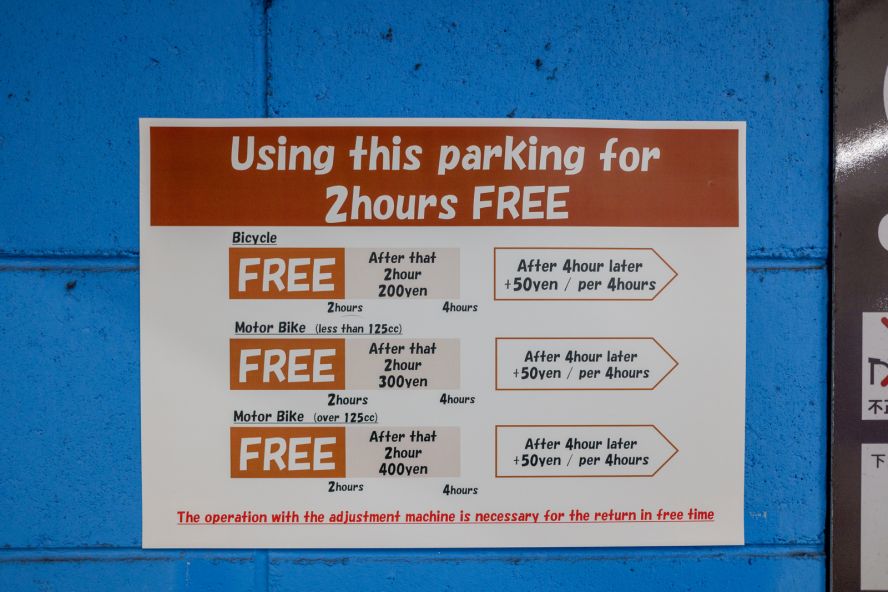 Using this parking for
2hours FREE
Bicycle
FREE
After that
2hour
200yen
After 4hour later
+50yen / per 4hours
2hours
4hours
Motor Bike (less than 125cc)
FREE
After that
2hour
300yen
After 4hour later
+50yen / per 4hours
2hours
4hours
Motor Bike (over 125cc)
FREE
After that
2hour
400yen
After 4hour later
+50yen / per 4hours
2hours
4hours
The operation with the adjustment machine is necessary for the return in free time
不
下